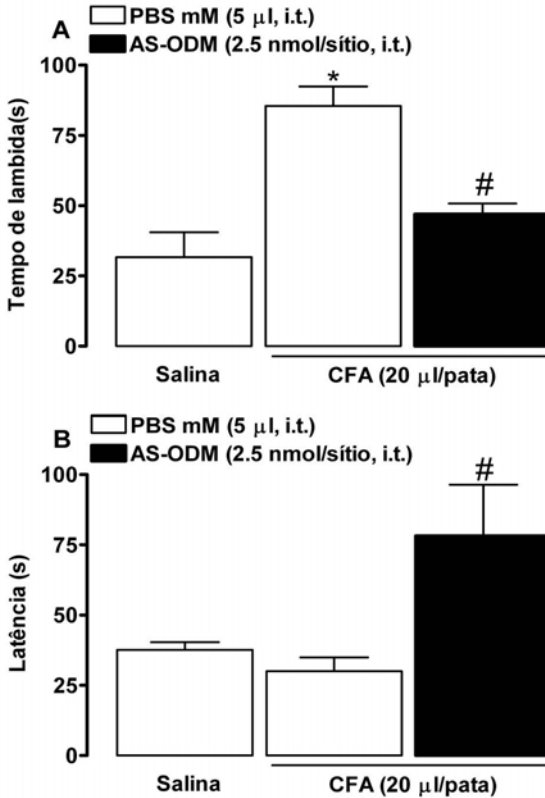 A
PBS mM (5 µl, i.t.)
AS-ODM (2.5 nmol/sítio, i.t.)
Tempo de lambida(s)
100
75
50
25
0
*
#
Salina
CFA (20 µl/pata)
B
PBS mM (5 µl, i.t.)
AS-ODM (2.5 nmol/sítio, i.t.)
Latência (s)
100
75
50
25
0
#
Salina
CFA (20 µl/pata)